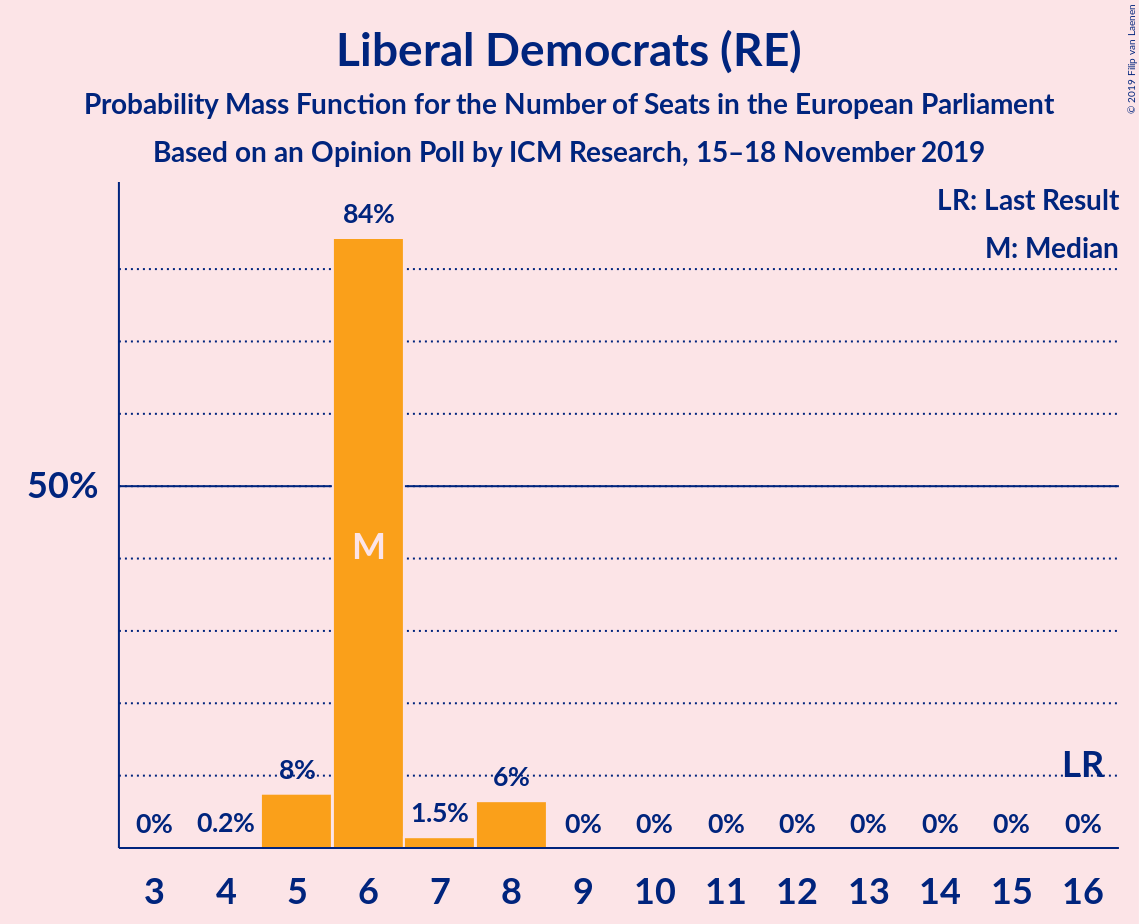 Liberal Democrats (RE)
Probability Mass Function for the Number of Seats in the European Parliament
Based on an Opinion Poll by ICM Research, 15–18 November 2019
© 2019 Filip van Laenen
LR: Last Result
M: Median
84%
50%
M
8%
6%
LR
0%
0.2%
1.5%
0%
0%
0%
0%
0%
0%
0%
0%
3 4 5 6 7 8 9 10 11 12 13 14 15 16